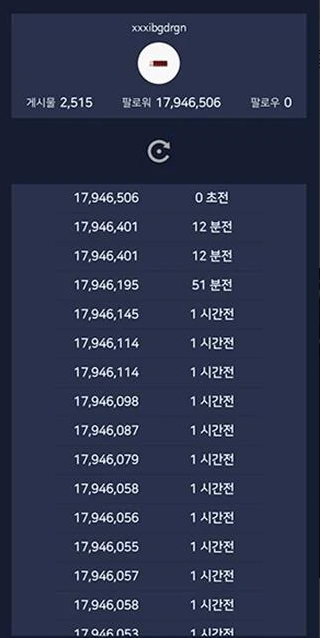 xxxibgdrgn
게시물 2,515 팔로워 17,946,506 팔로우 0
17,946,506 0 초전
17,946,401 12 분전
17,946,401 12 분전
17,946,195 51 분전
17,946,145 1 시간전
17,946,114 1 시간전
17,946,114 1 시간전
17,946,098 1 시간전
17,946,087 1 시간전
17,946,079 1 시간전
17,946,058 1 시간전
17,946,056 1 시간전
17,946,055 1 시간전
17,946,057 1 시간전
17,946,058 1 시간전
17,946,053 1 시간전